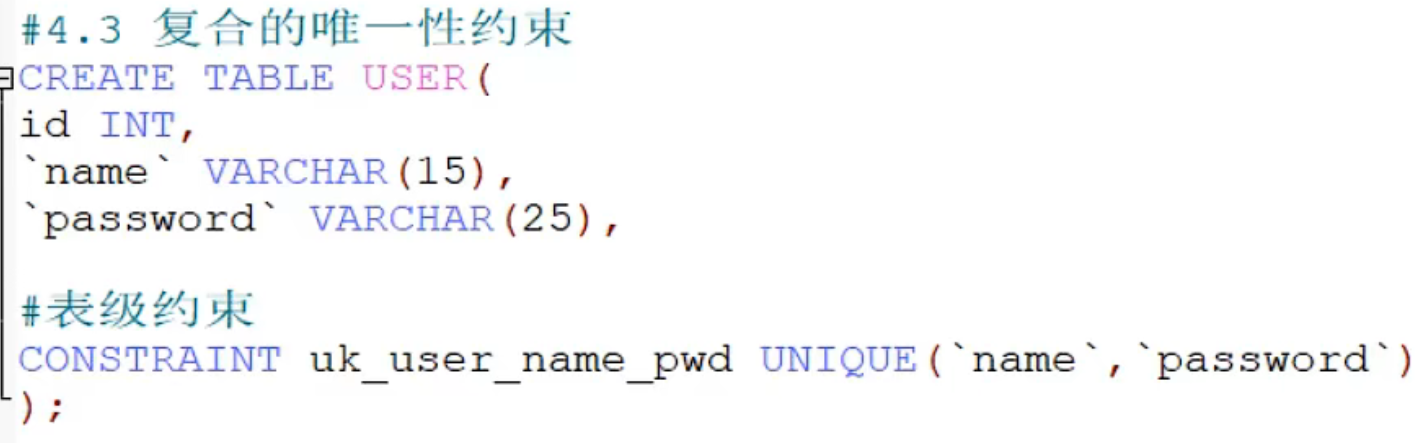 #4.3 复合的唯一性约束
CREATE TABLE USER(
id INT,
`name` VARCHAR(15),
`password` VARCHAR(25),
#表级约束
CONSTRAINT uk_user_name_pwd UNIQUE(`name`,`password`)
);